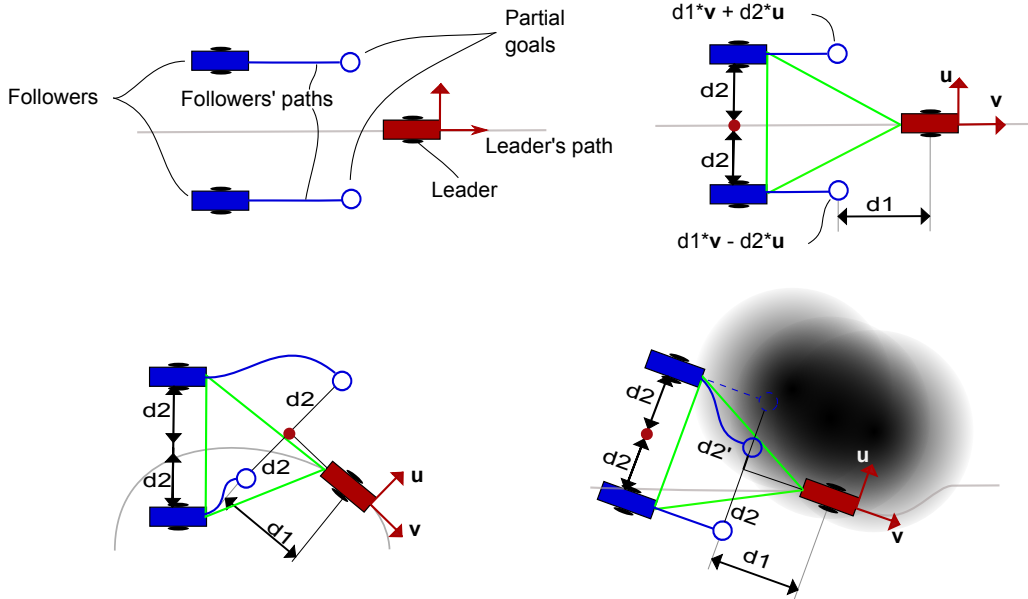 Partial
goals
Followers
Followers' paths
Leader's path
Leader
d1*v + d2*u
u
v
d2
d2
d1
d1*v - d2*u
d2
d2
d2
d2
d1
u
v
d2
d2
d2'
d2
d1
u
v